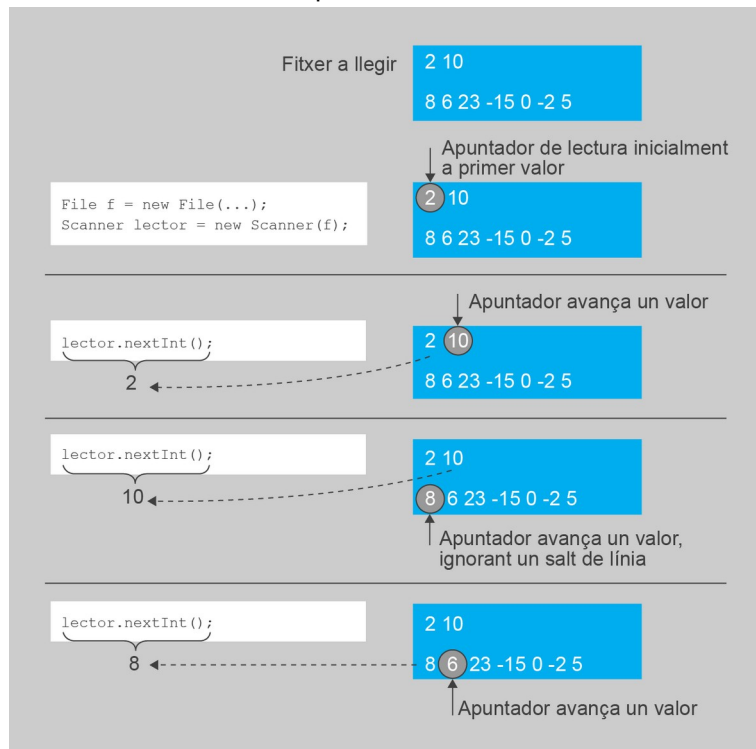 Fitxer a llegir
2 10
8 6 23 -15 0 -2 5
Apuntador de lectura inicialment
a primer valor
File f = new File(...);
Scanner lector = new Scanner(f);
2 10
8 6 23 -15 0 -2 5
Apuntador avança un valor
lector.nextInt();
2
2 10
8 6 23 -15 0 -2 5
lector.nextInt();
10
2 10
8 6 23 -15 0 -2 5
Apuntador avança un valor,
ignorant un salt de línia
lector.nextInt();
8
2 10
8 6 23 -15 0 -2 5
Apuntador avança un valor